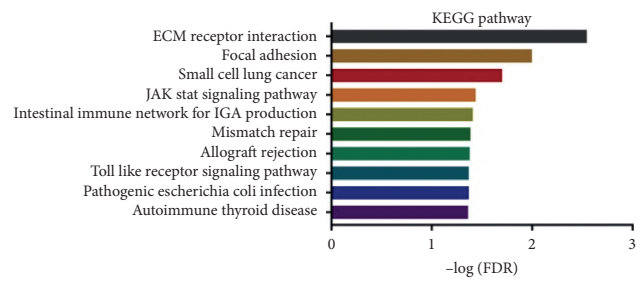 KEGG pathway
ECM receptor interaction
Focal adhesion
Small cell lung cancer
JAK stat signaling pathway
Intestinal immune network for IGA production
Mismatch repair
Allograft rejection
Toll like receptor signaling pathway
Pathogenic escherichia coli infection
Autoimmune thyroid disease
0 1 2 3
–log (FDR)